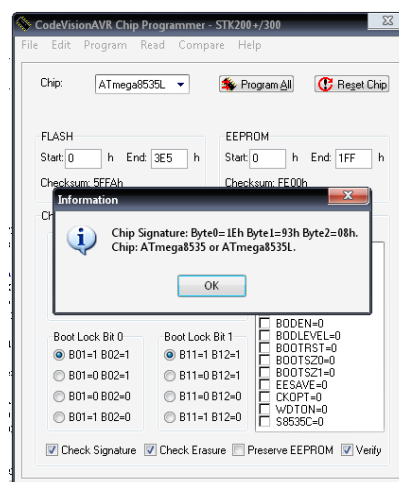 CodeVisionAVR Chip Programmer - STK200+/300
File Edit Program Read Compare Help
Chip: ATmega8535L Program All Reset Chip
FLASH EEPROM
Start: 0 h End: 3E5 h Start: 0 h End: 1FF h
Checksum: 5FFAh Checksum: FE00h
Information
Chip Signature: Byte0=1Eh Byte1=93h Byte2=08h.
Chip: ATmega8535 or ATmega8535L.
OK
BODEN=0
Boot Lock Bit 0 Boot Lock Bit 1 BODLEVEL=0
BOOTRST=0
B01=1 B02=1 B11=1 B12=1 BOOTSZ0=0
B01=0 B02=1 B11=0 B12=1 BOOTSZ1=0
EESAVE=0
B01=0 B02=0 B11=0 B12=0 CKOPT=0
WDTON=0
B01=1 B02=0 B11=1 B12=0 S8535C=0
Check Signature Check Erasure Preserve EEPROM Verify